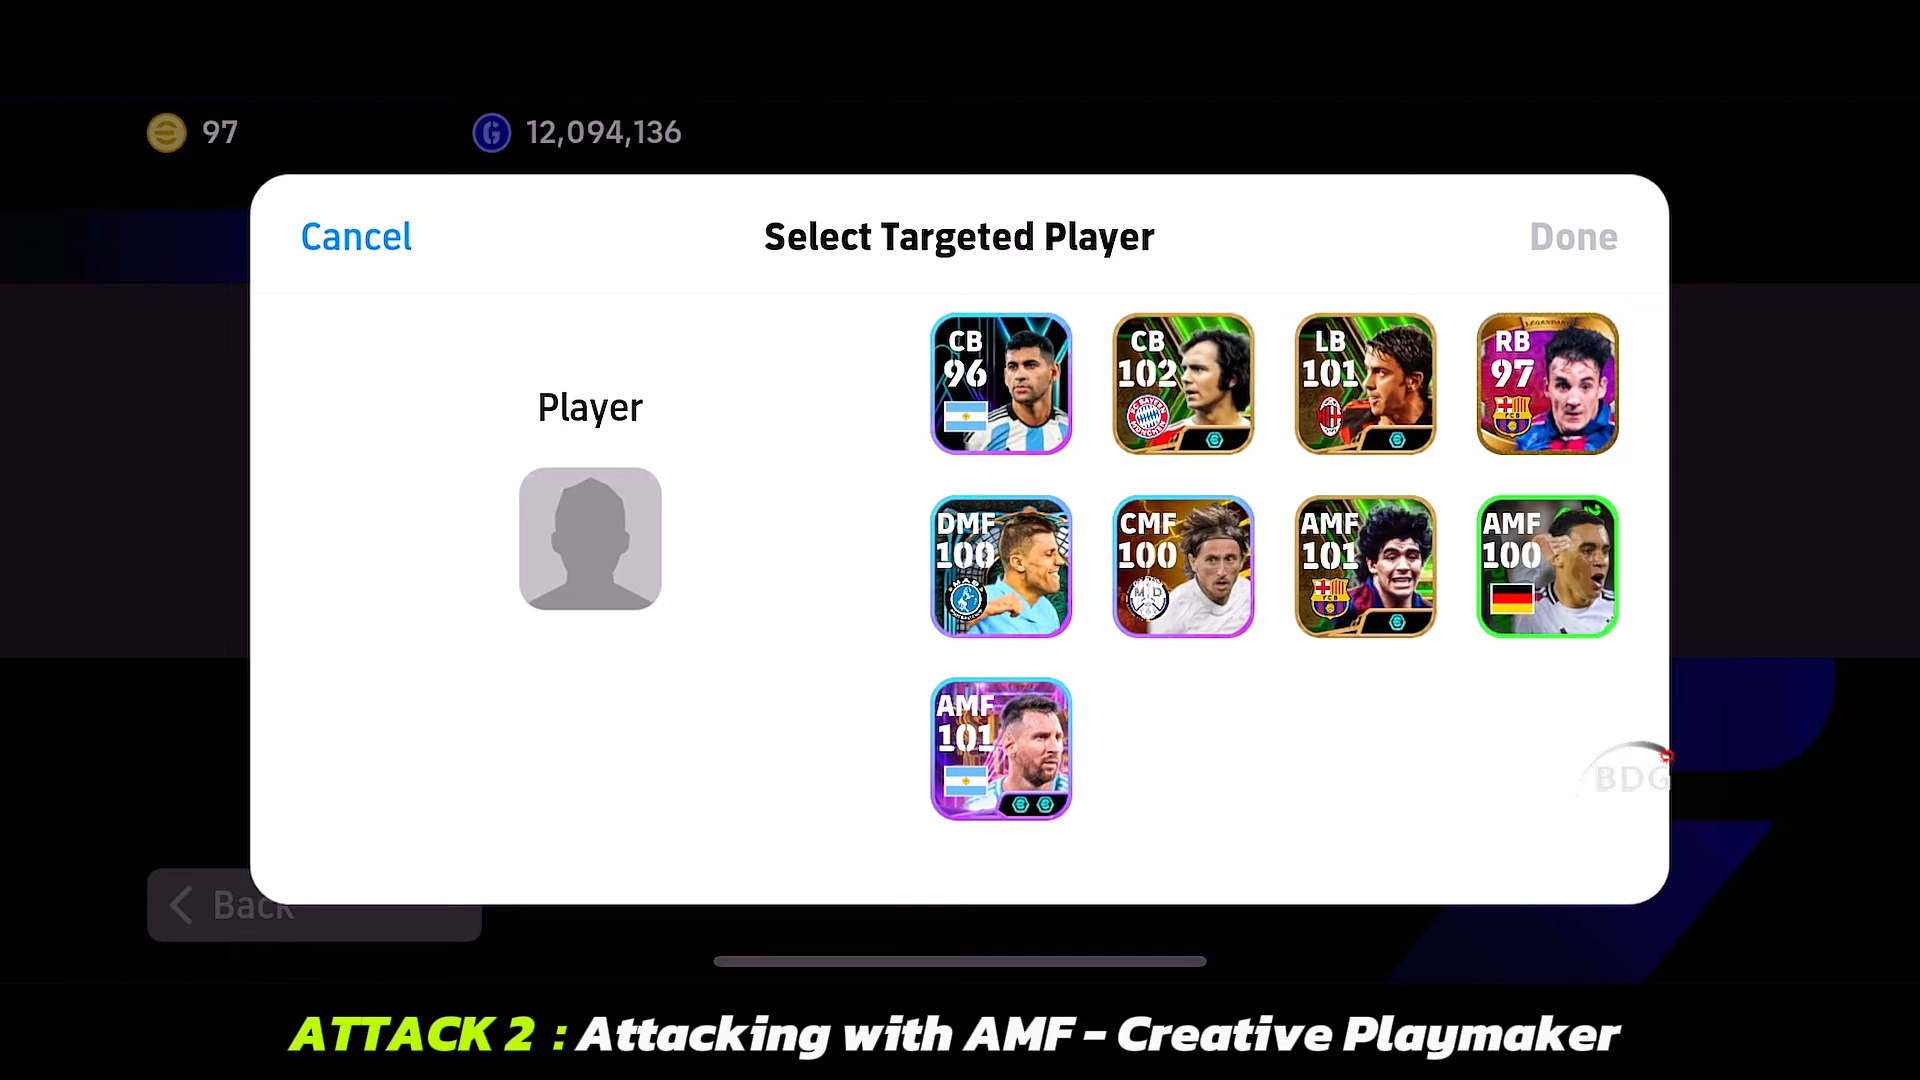 97
12,094,136
Cancel
Select Targeted Player
Done
Player
CB
96
CB
102
LB
101
RB
97
DMF
100
CMF
100
AMF
101
AMF
100
AMF
101
BDG
Back
ATTACK 2 : Attacking with AMF - Creative Playmaker